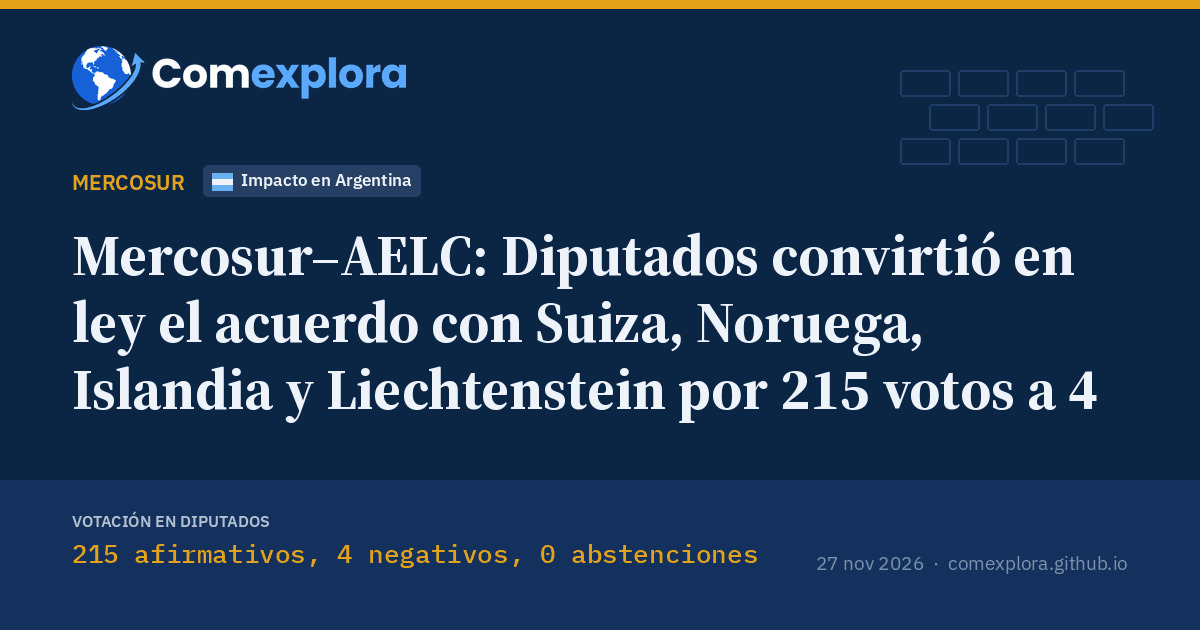 Comexplora
MERCOSUR
Impacto en Argentina
Mercosur–AELC: Diputados convirtió en
ley el acuerdo con Suiza, Noruega,
Islandia y Liechtenstein por 215 votos a 4
VOTACIÓN EN DIPUTADOS
215 afirmativos, 4 negativos, 0 abstenciones
27 nov 2026 · comexplora.github.io